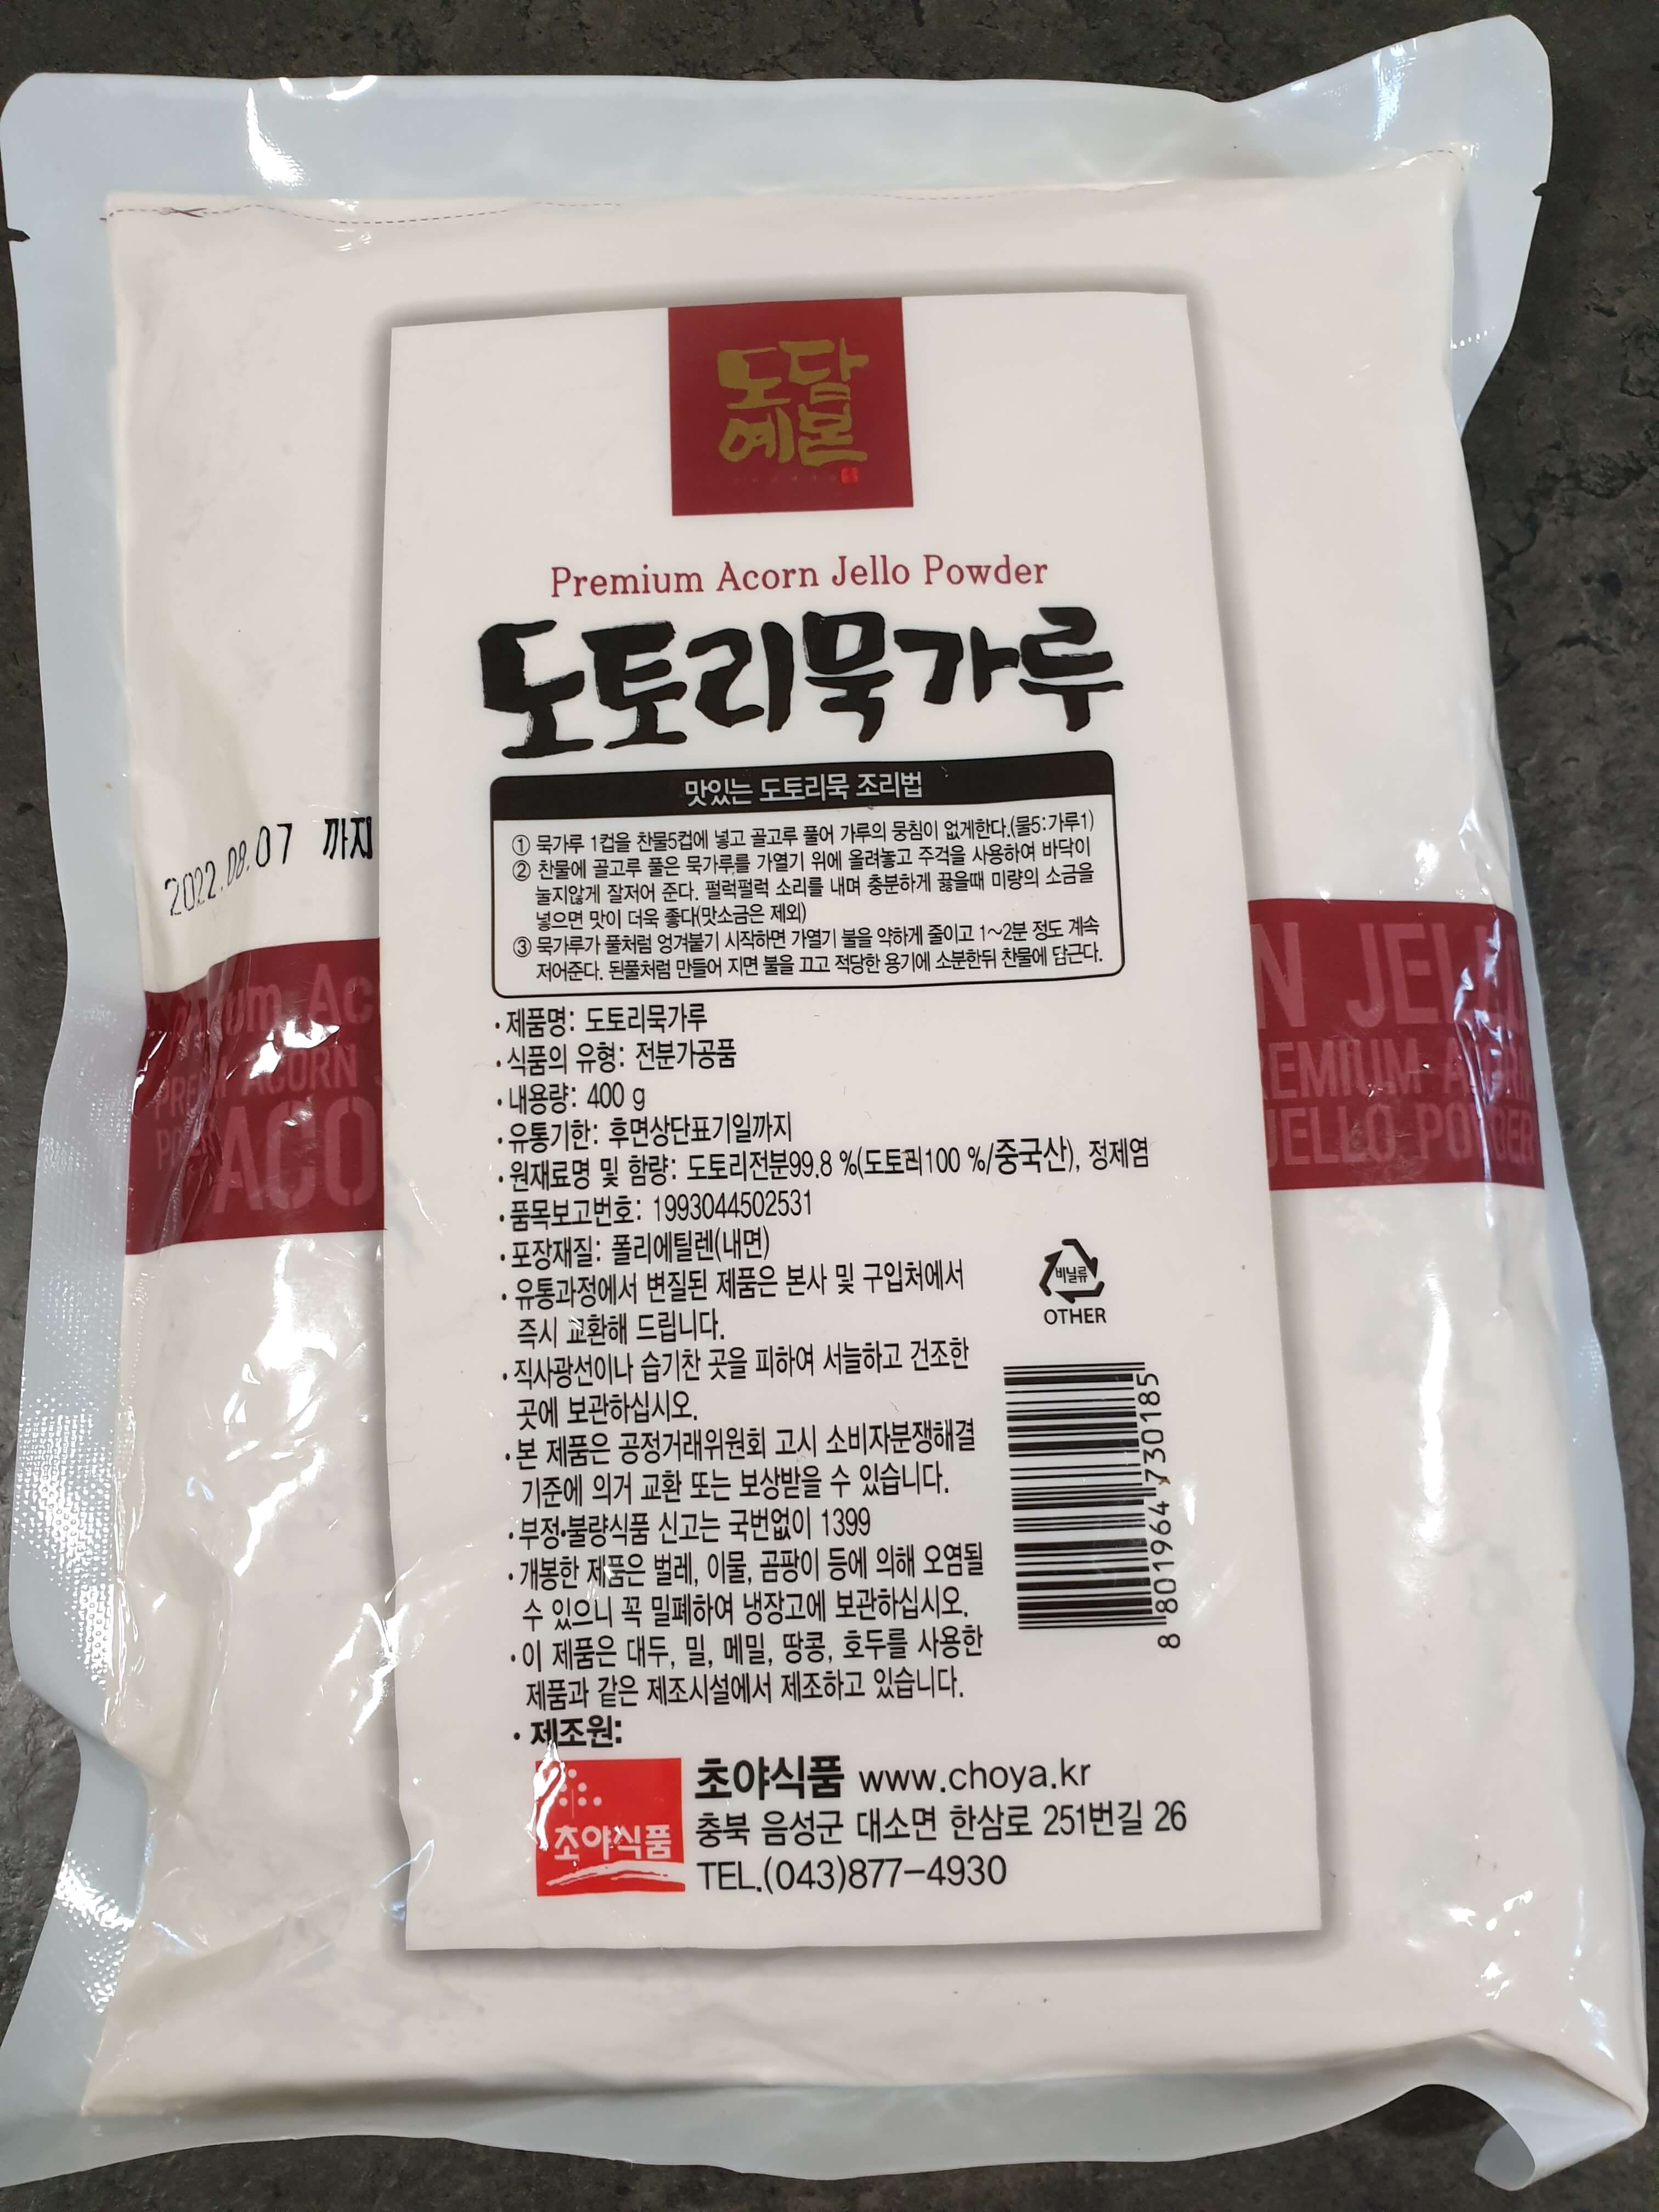 도담
예본
Premium Acorn Jello Powder
도토리묵가루
맛있는 도토리묵 조리법
① 묵가루 1컵을 찬물5컵에 넣고 골고루 풀어 가루의 뭉침이 없게한다.(물5:가루1)
② 찬물에 골고루 풀은 묵가루를 가열기 위에 올려놓고 주걱을 사용하여 바닥이
눌지않게 잘저어 준다. 펄럭펄럭 소리를 내며 충분하게 끓을때 미량의 소금을
넣으면 맛이 더욱 좋다(맛소금은 제외)
③ 묵가루가 풀처럼 엉겨붙기 시작하면 가열기 불을 약하게 줄이고 1~2분 정도 계속
저어준다. 된풀처럼 만들어 지면 불을 끄고 적당한 용기에 소분한뒤 찬물에 담근다.
2022.08.07 까지
um Ac
ACORN
ACO
N JELLO
REMIUM ACORN
JELLO POWDER
• 제품명: 도토리묵가루
• 식품의 유형: 전분가공품
• 내용량: 400 g
• 유통기한: 후면상단표기일까지
• 원재료명 및 함량: 도토리전분99.8 %(도토리100 %/중국산), 정제염
• 품목보고번호: 1993044502531
• 포장재질: 폴리에틸렌(내면)
• 유통과정에서 변질된 제품은 본사 및 구입처에서
즉시 교환해 드립니다.
• 직사광선이나 습기찬 곳을 피하여 서늘하고 건조한
곳에 보관하십시오.
• 본 제품은 공정거래위원회 고시 소비자분쟁해결
기준에 의거 교환 또는 보상받을 수 있습니다.
• 부정•불량식품 신고는 국번없이 1399
• 개봉한 제품은 벌레, 이물, 곰팡이 등에 의해 오염될
수 있으니 꼭 밀폐하여 냉장고에 보관하십시오.
• 이 제품은 대두, 밀, 메밀, 땅콩, 호두를 사용한
제품과 같은 제조시설에서 제조하고 있습니다.
• 제조원:
비닐류
OTHER
8 801964 730185
초야식품
초야식품 www.choya.kr
충북 음성군 대소면 한삼로 251번길 26
TEL.(043)877-4930